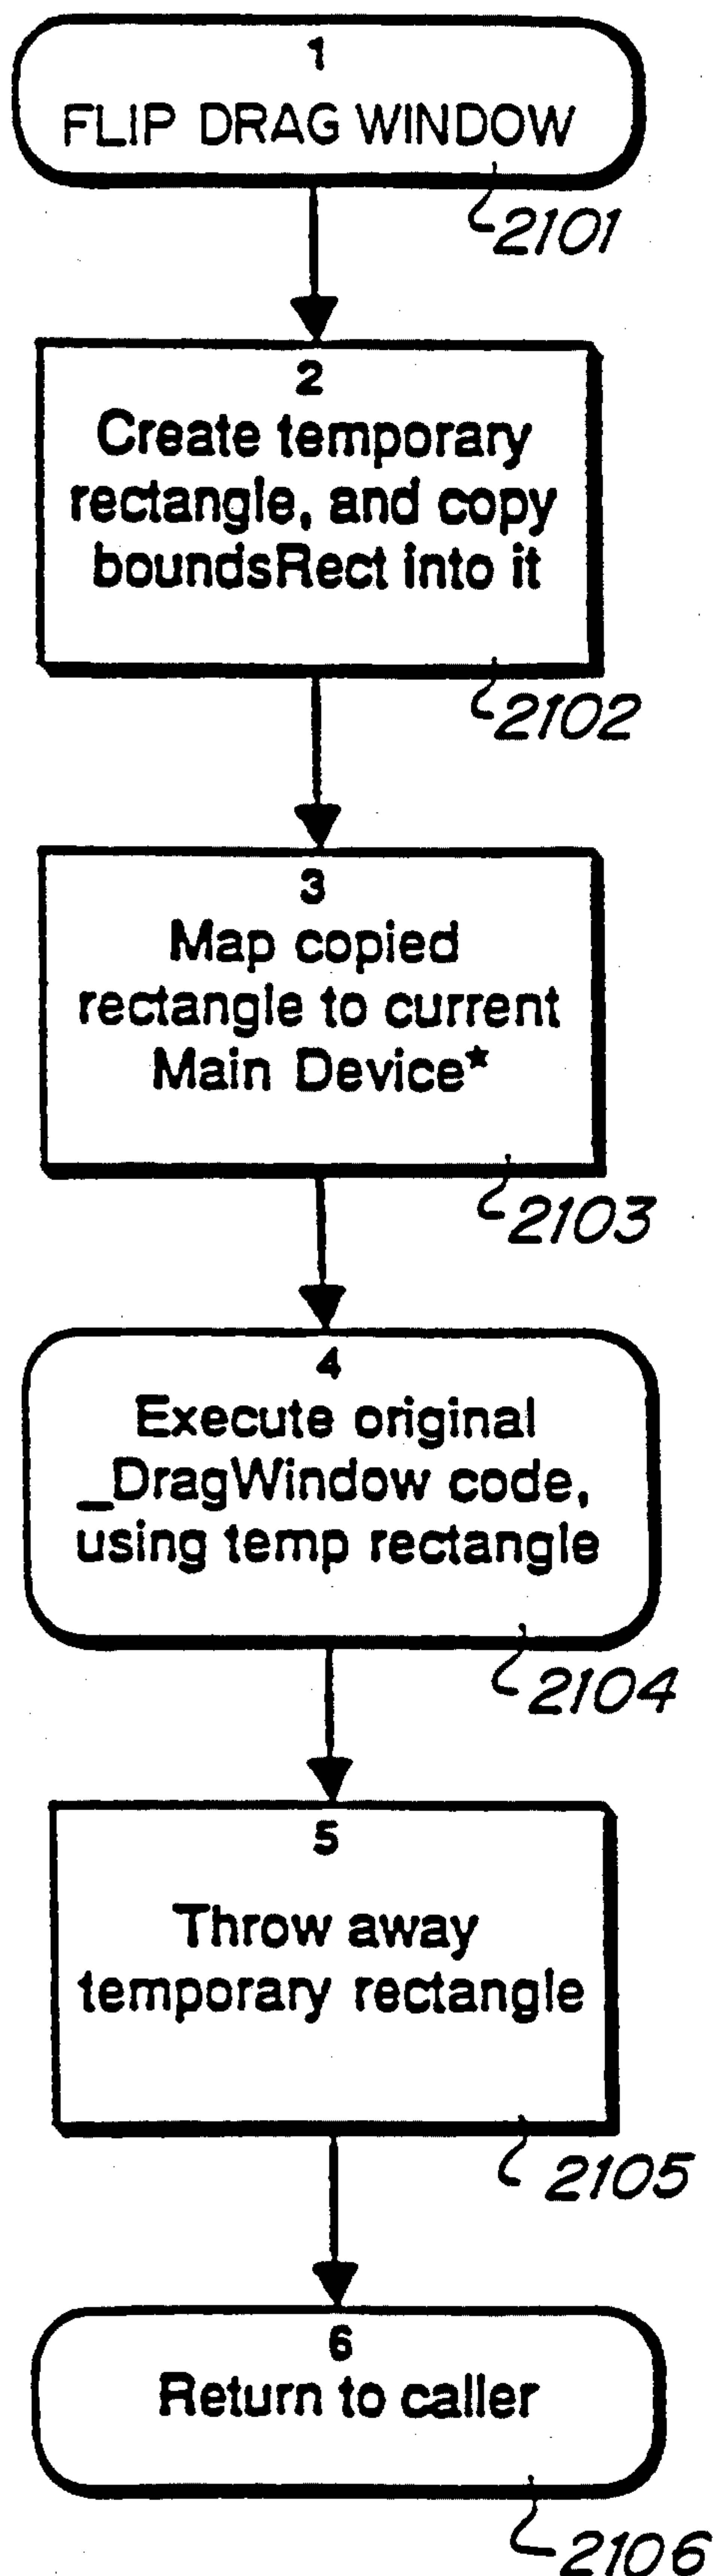 1
FLIP DRAG WINDOW
2101
2
Create temporary
rectangle, and copy
boundsRect into it
2102
3
Map copied
rectangle to current
Main Device*
2103
4
Execute original
_DragWindow code,
using temp rectangle
2104
5
Throw away
temporary rectangle
2105
6
Return to caller
2106